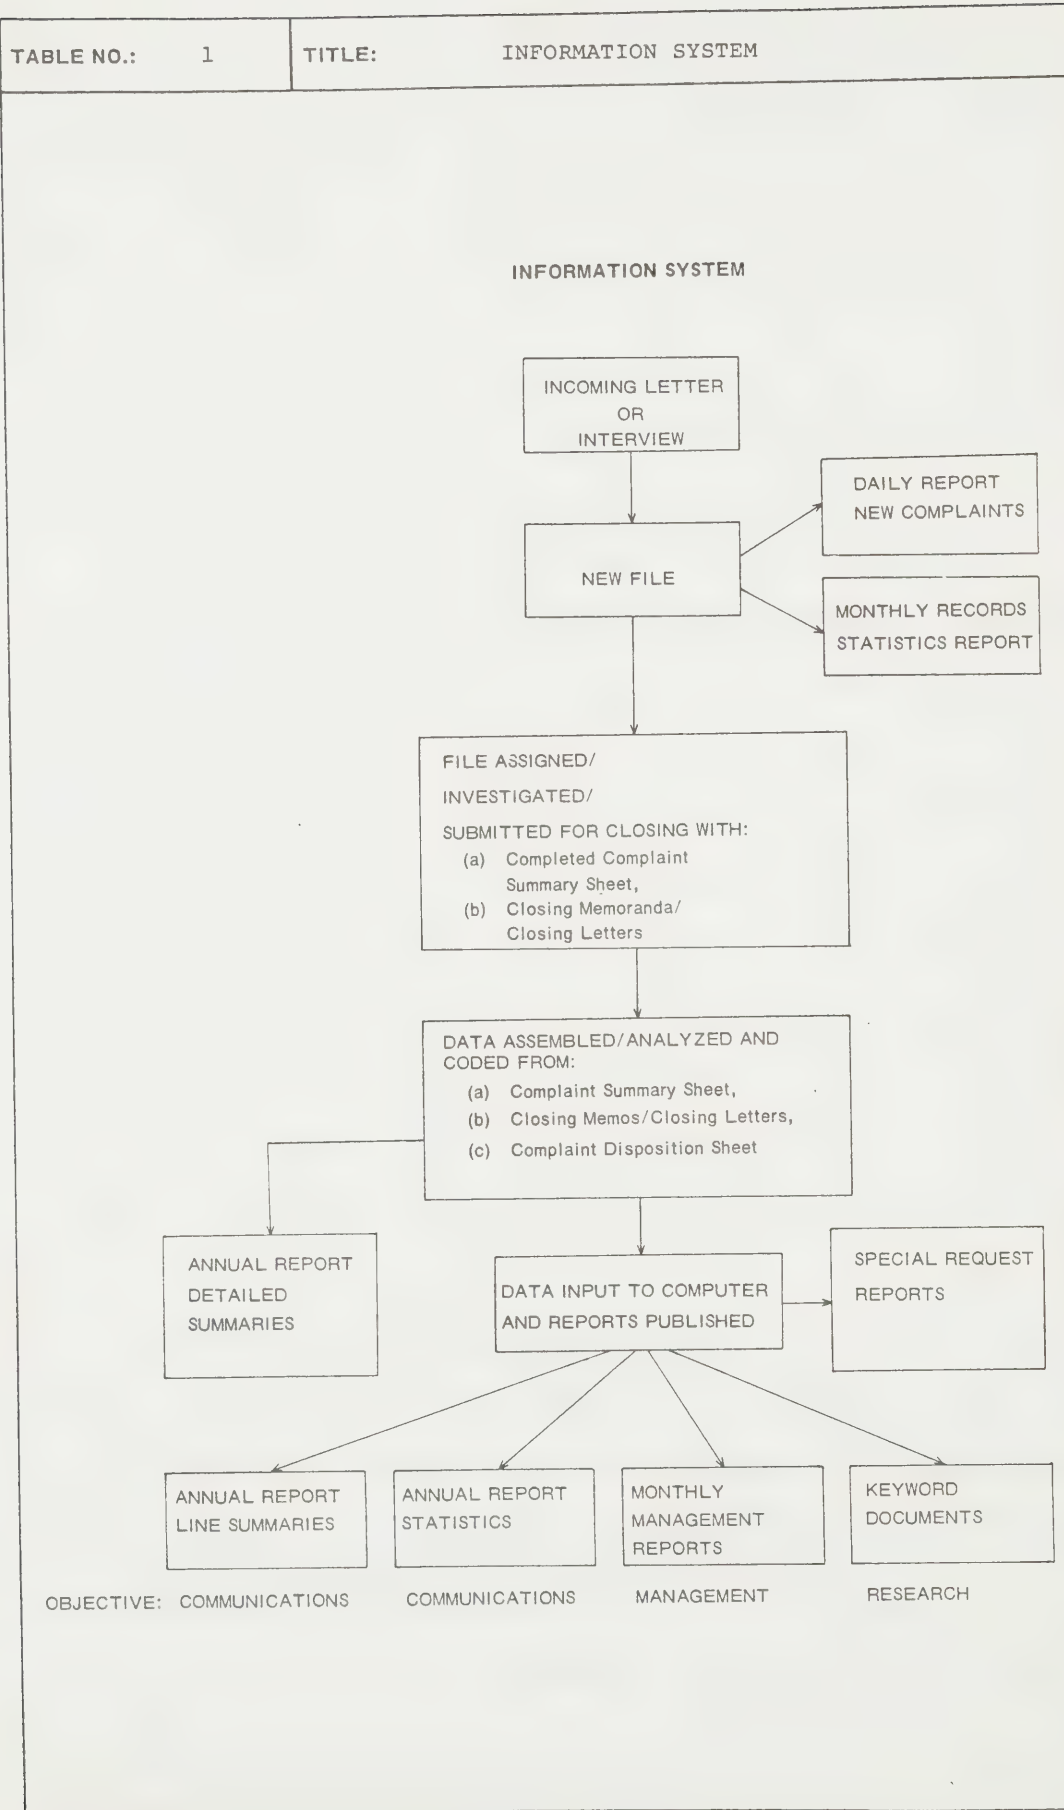 TABLE NO.: 1 TITLE: INFORMATION SYSTEM
INFORMATION SYSTEM
INCOMING LETTER
OR
INTERVIEW
DAILY REPORT
NEW COMPLAINTS
NEW FILE
MONTHLY RECORDS
STATISTICS REPORT
FILE ASSIGNED/
INVESTIGATED/
SUBMITTED FOR CLOSING WITH:
(a) Completed Complaint
Summary Sheet,
(b) Closing Memoranda/
Closing Letters
DATA ASSEMBLED/ANALYZED AND
CODED FROM:
(a) Complaint Summary Sheet,
(b) Closing Memos/Closing Letters,
(c) Complaint Disposition Sheet
ANNUAL REPORT
DETAILED
SUMMARIES
DATA INPUT TO COMPUTER
AND REPORTS PUBLISHED
SPECIAL REQUEST
REPORTS
ANNUAL REPORT
LINE SUMMARIES
ANNUAL REPORT
STATISTICS
MONTHLY
MANAGEMENT
REPORTS
KEYWORD
DOCUMENTS
OBJECTIVE: COMMUNICATIONS COMMUNICATIONS MANAGEMENT RESEARCH